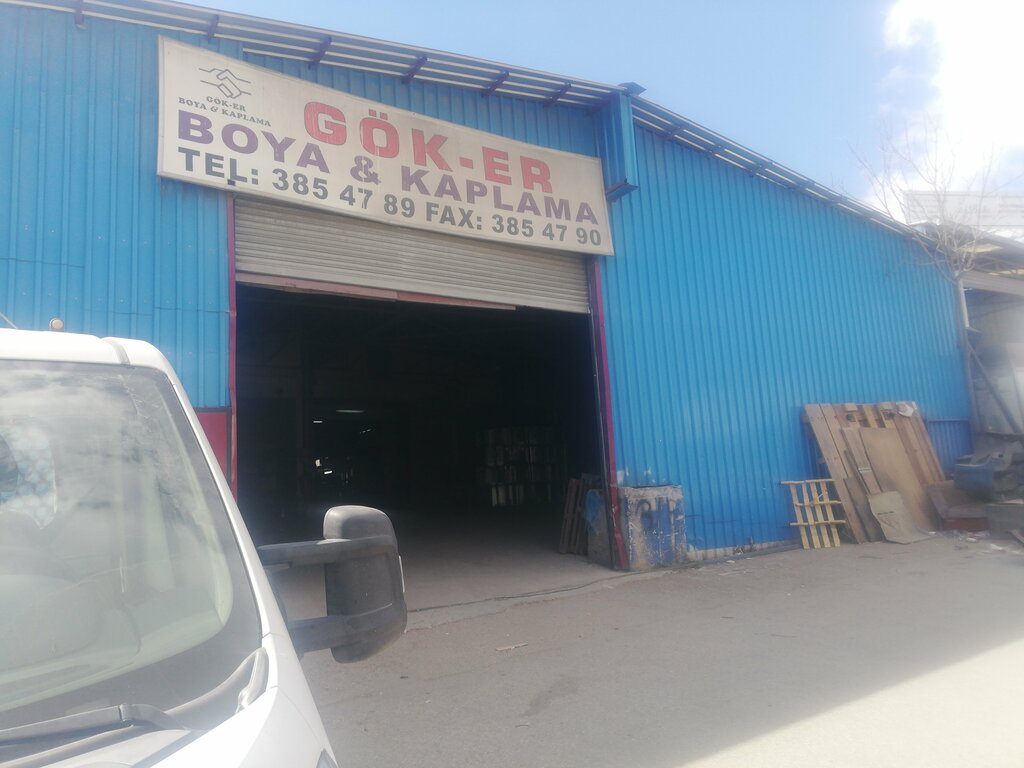 GÖK-ER
BOYA & KAPLAMA
GÖK-ER
BOYA & KAPLAMA
TEL: 385 47 89 FAX: 385 47 90